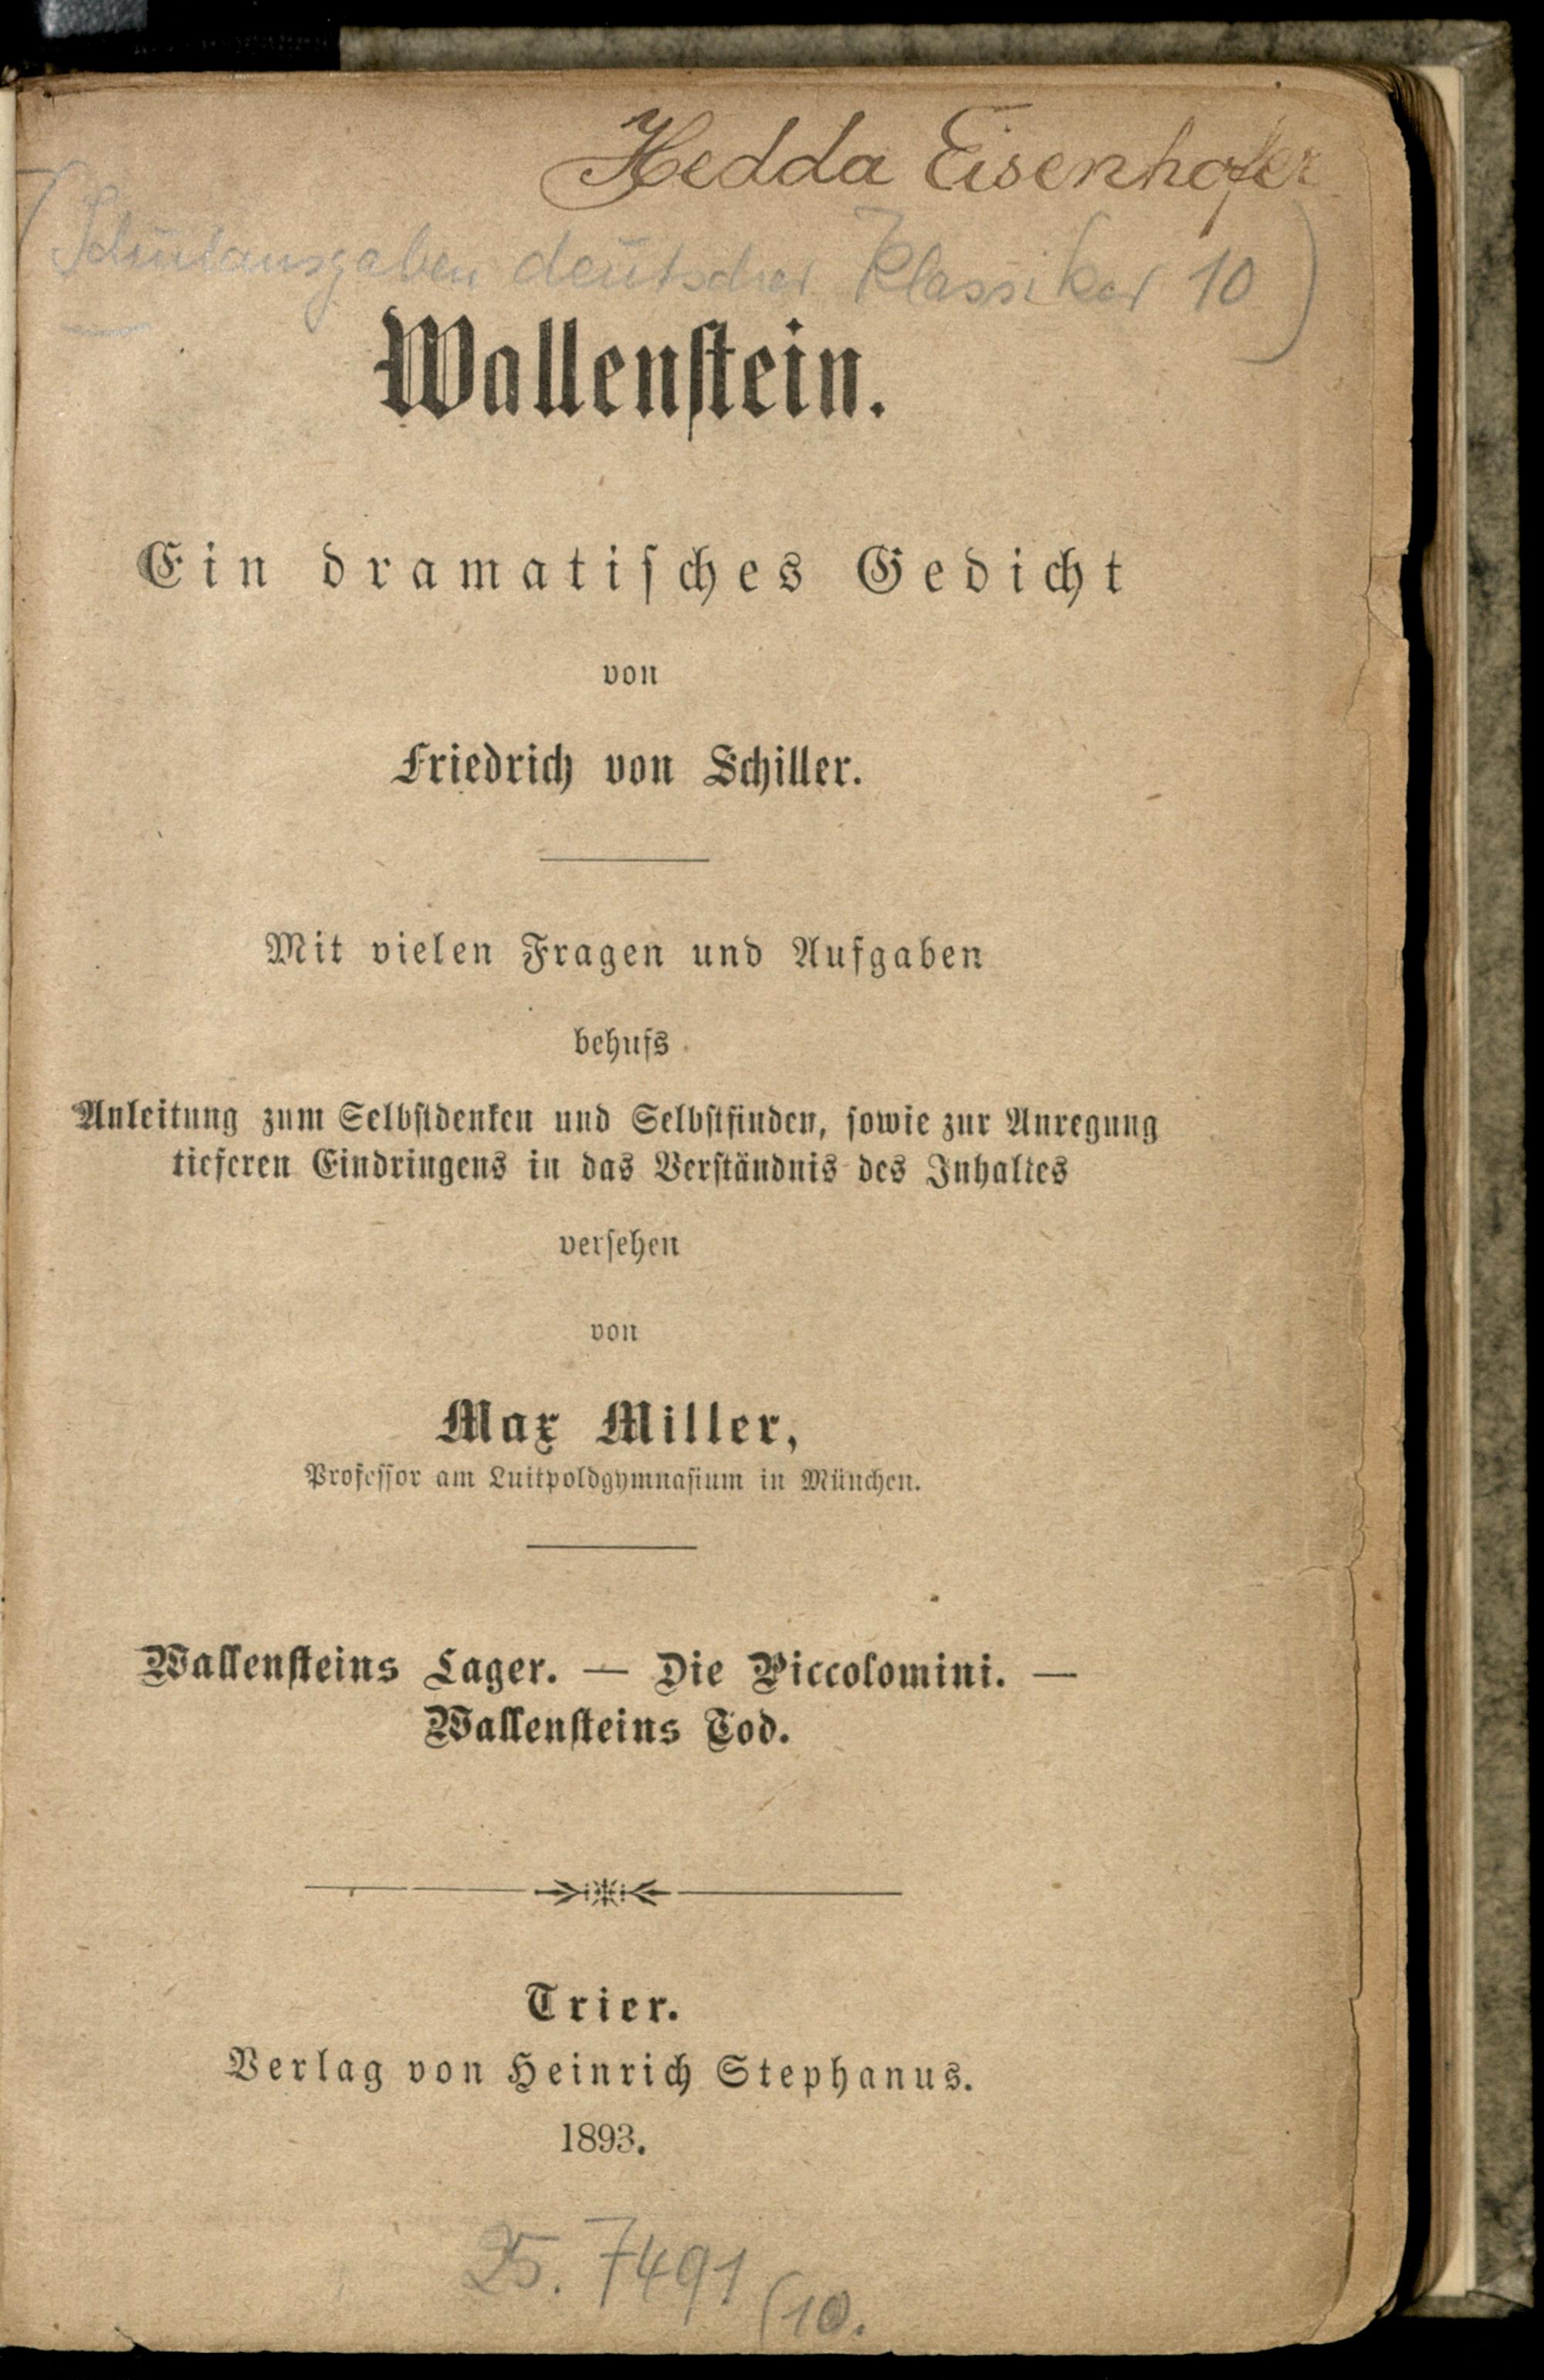 Hedda Eisenhofer
(Schulausgaben deutscher Klassiker 10)
Wallenstein.
Ein dramatisches Gedicht
von
Friedrich von Schiller.
Mit vielen Fragen und Aufgaben
behufs
Anleitung zum Selbstdenken und Selbstfinden, sowie zur Anregung
tieferen Eindringens in das Verständnis des Inhaltes
versehen
von
Max Miller,
Professor am Luitpoldgymnasium in München.
Wallensteins Lager. — Die Piccolomini. —
Wallensteins Tod.
Trier.
Verlag von Heinrich Stephanus.
1893.
25. 7491
(10.